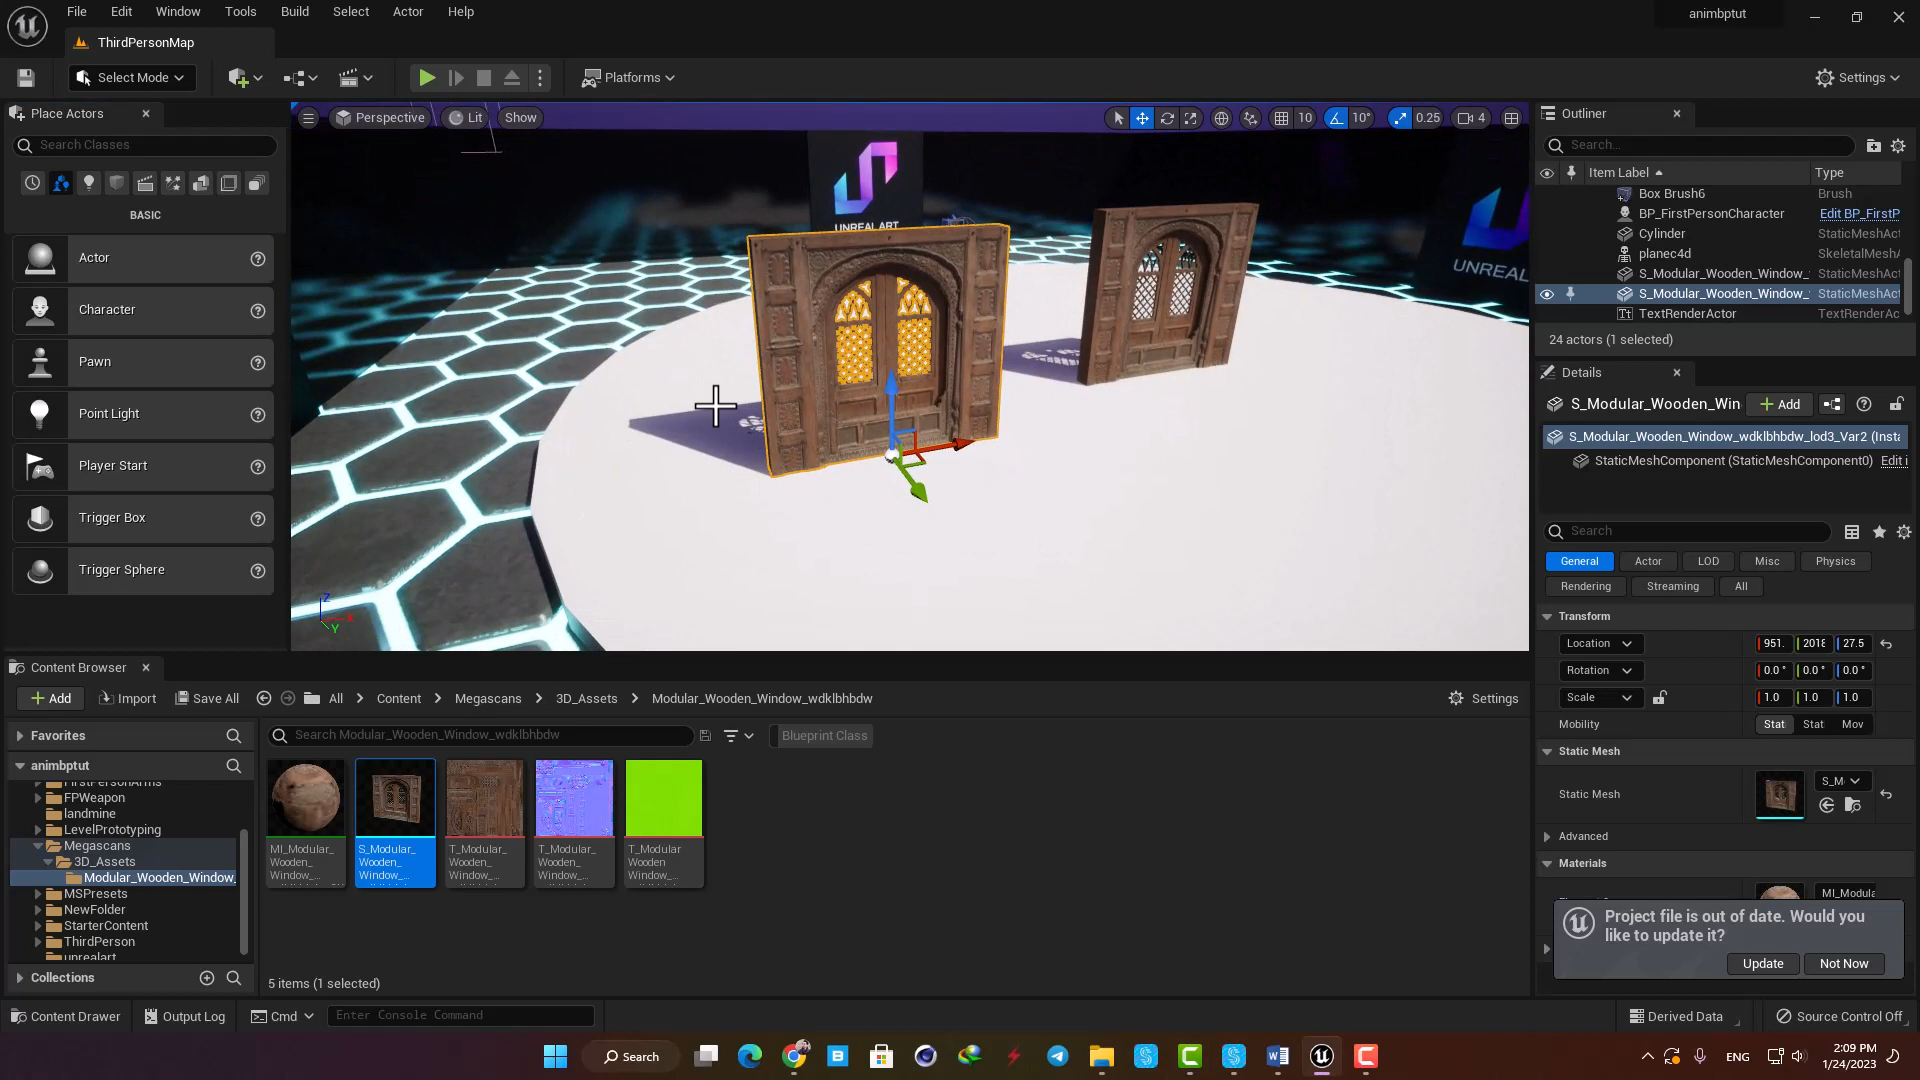 File Edit Window Tools Build Select Actor Help
animbptut
ThirdPersonMap
Select Mode
Platforms
Settings
Place Actors
Search Classes
BASIC
Actor
Character
Pawn
Point Light
Player Start
Trigger Box
Trigger Sphere
Perspective Lit Show
10 10° 0.25 4
UNREAL ART
UNREAL
Z
X
Y
Outliner
Search...
Item Label Type
Box Brush6 Brush
BP_FirstPersonCharacter Edit BP_FirstP
Cylinder StaticMeshAct
planec4d SkeletalMeshA
S_Modular_Wooden_Window_ StaticMeshAct
S_Modular_Wooden_Window_ StaticMeshAct
TextRenderActor TextRenderAc
24 actors (1 selected)
Details
S_Modular_Wooden_Win Add
S_Modular_Wooden_Window_wdklbhbdw_lod3_Var2 (Insta
StaticMeshComponent (StaticMeshComponent0) Edit i
Search
General Actor LOD Misc Physics
Rendering Streaming All
Transform
Location 951. 2018 27.5
Rotation 0.0° 0.0° 0.0°
Scale 1.0 1.0 1.0
Mobility Stat Stat Mov
Static Mesh
Static Mesh S_M
Advanced
Materials
MI_Modula
Project file is out of date. Would you
like to update it?
Update Not Now
Content Browser
Add Import Save All All Content Megascans 3D_Assets Modular_Wooden_Window_wdklbhbdw Settings
Favorites
Search Modular_Wooden_Window_wdklbhbdw
Blueprint Class
animbptut
FirstPersonArms
FPWeapon
landmine
LevelPrototyping
Megascans
3D_Assets
Modular_Wooden_Window_
MSPresets
NewFolder
StarterContent
ThirdPerson
unrealart
Collections
MI_Modular_
Wooden_
Window_...
S_Modular_
Wooden_
Window_...
T_Modular_
Wooden_
Window_...
T_Modular_
Wooden_
Window_...
T_Modular
Wooden
Window_...
5 items (1 selected)
Content Drawer Output Log Cmd Enter Console Command Derived Data Source Control Off
Search
ENG
2:09 PM
1/24/2023